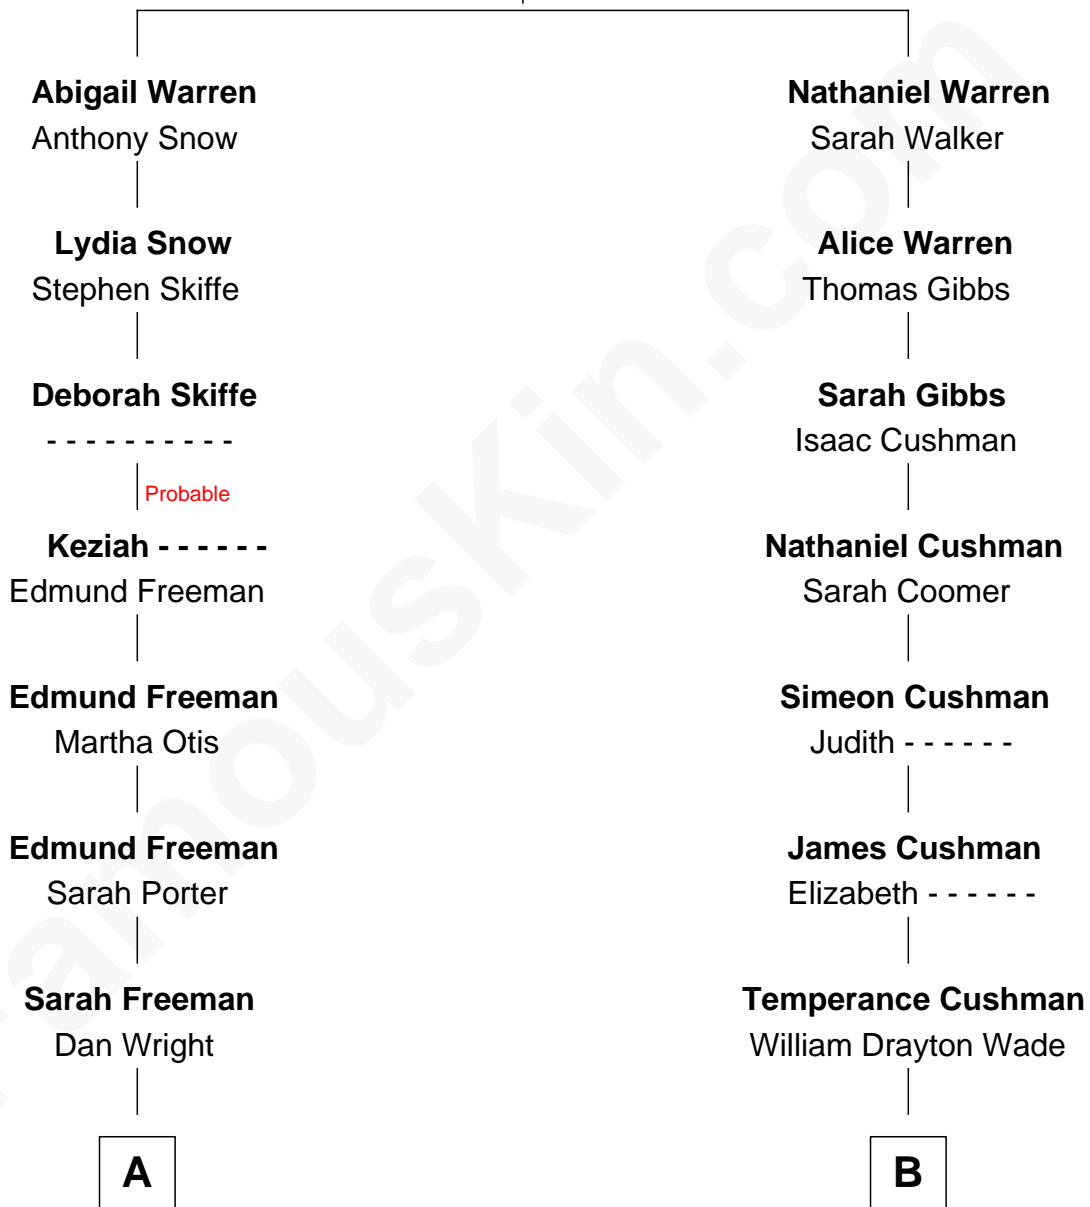 Abigail Warren
Anthony Snow
Nathaniel Warren
Sarah Walker
Lydia Snow
Stephen Skiffe
Alice Warren
Thomas Gibbs
Deborah Skiffe
- - - - - - - - - -
Sarah Gibbs
Isaac Cushman
Probable
Keziah - - - - - -
Edmund Freeman
Nathaniel Cushman
Sarah Coomer
Edmund Freeman
Martha Otis
Simeon Cushman
Judith - - - - - -
Edmund Freeman
Sarah Porter
James Cushman
Elizabeth - - - - - -
Sarah Freeman
Dan Wright
Temperance Cushman
William Drayton Wade
A
B
FamousKin.com